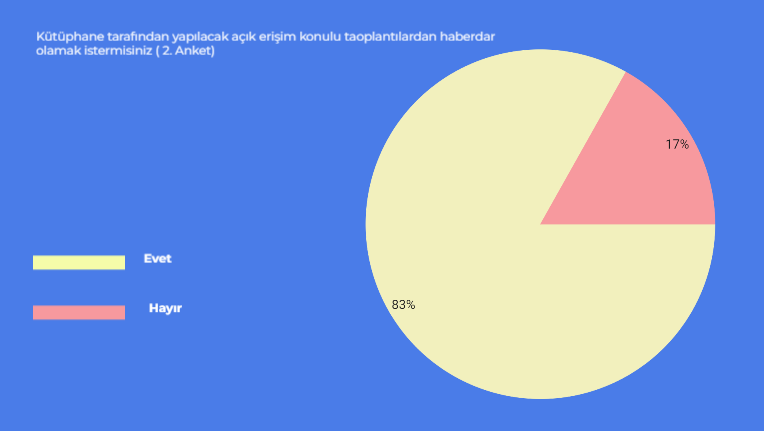 Kütüphane tarafından yapılacak açık erişim konulu taoplantılardan haberdar
olamak istermisiniz ( 2. Anket)
17%
Evet
83%
Hayır